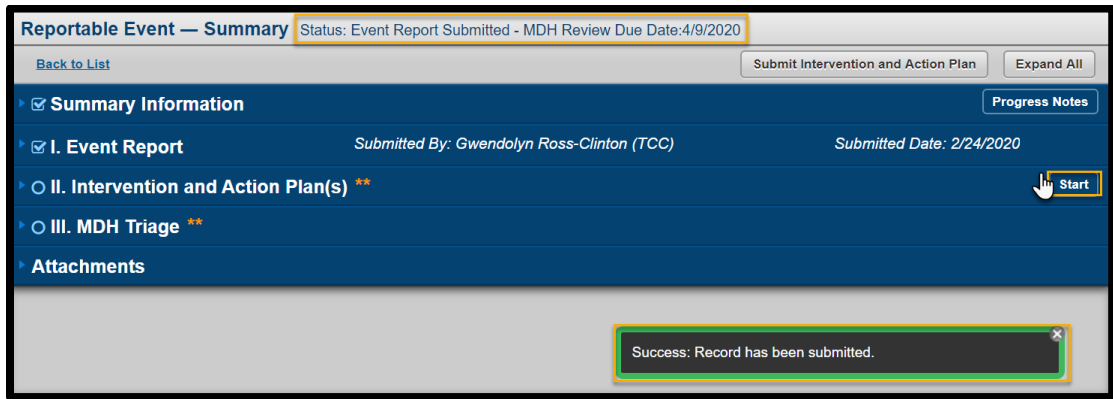 Reportable Event — Summary Status: Event Report Submitted - MDH Review Due Date:4/9/2020
Back to List Submit Intervention and Action Plan Expand All
Summary Information Progress Notes
I. Event Report Submitted By: Gwendolyn Ross-Clinton (TCC) Submitted Date: 2/24/2020
II. Intervention and Action Plan(s) ** Start
III. MDH Triage **
Attachments
Success: Record has been submitted.